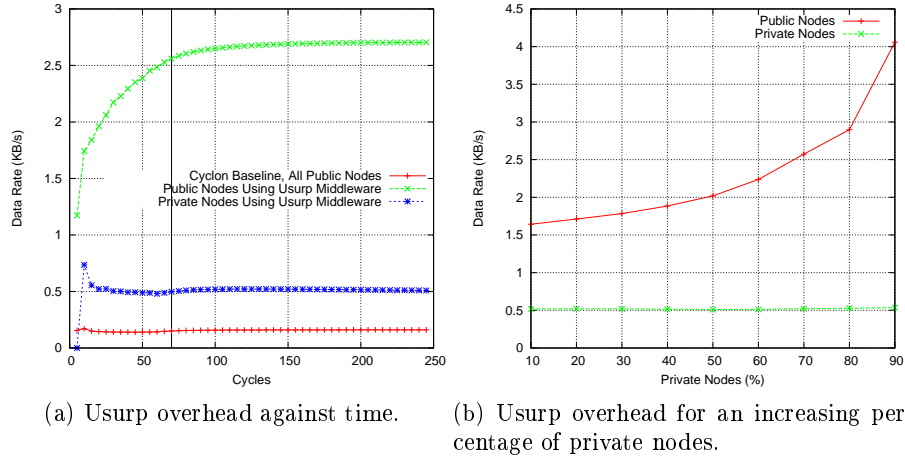 3
2.5
2
1.5
1
0.5
0
0 50 100 150 200 250
Data Rate (KB/s)
Cycles
Cyclon Baseline, All Public Nodes
Public Nodes Using Usurp Middleware
Private Nodes Using Usurp Middleware
(a) Usurp overhead against time.
4.5
4
3.5
3
2.5
2
1.5
1
0.5
0
10 20 30 40 50 60 70 80 90
Data Rate (KB/s)
Private Nodes (%)
Public Nodes
Private Nodes
(b) Usurp overhead for an increasing per
centage of private nodes.